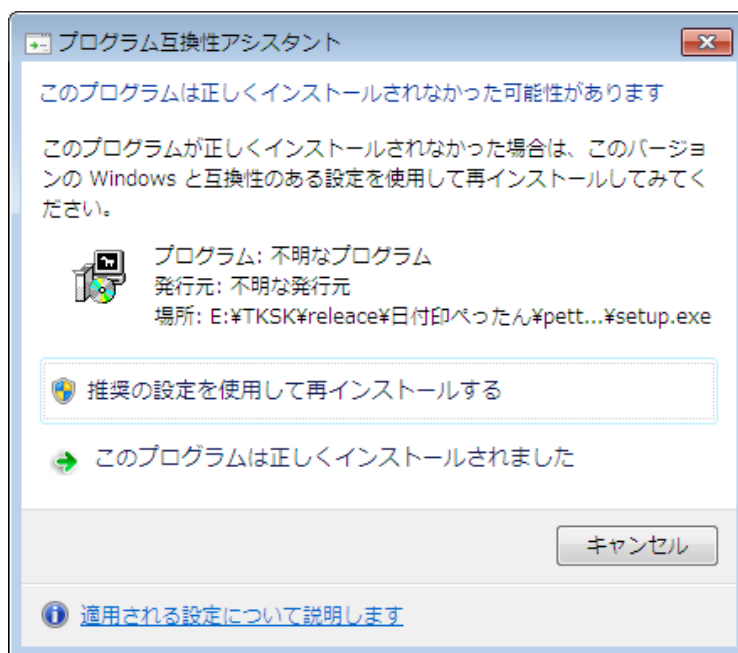 プログラム互換性アシスタント
このプログラムは正しくインストールされなかった可能性があります
このプログラムが正しくインストールされなかった場合は、このバージョ
ンの Windows と互換性のある設定を使用して再インストールしてみてく
ださい。
プログラム: 不明なプログラム
発行元: 不明な発行元
場所: E:¥TKSK¥releace¥日付印ぺったん¥pett...¥setup.exe
推奨の設定を使用して再インストールする
このプログラムは正しくインストールされました
キャンセル
適用される設定について説明します